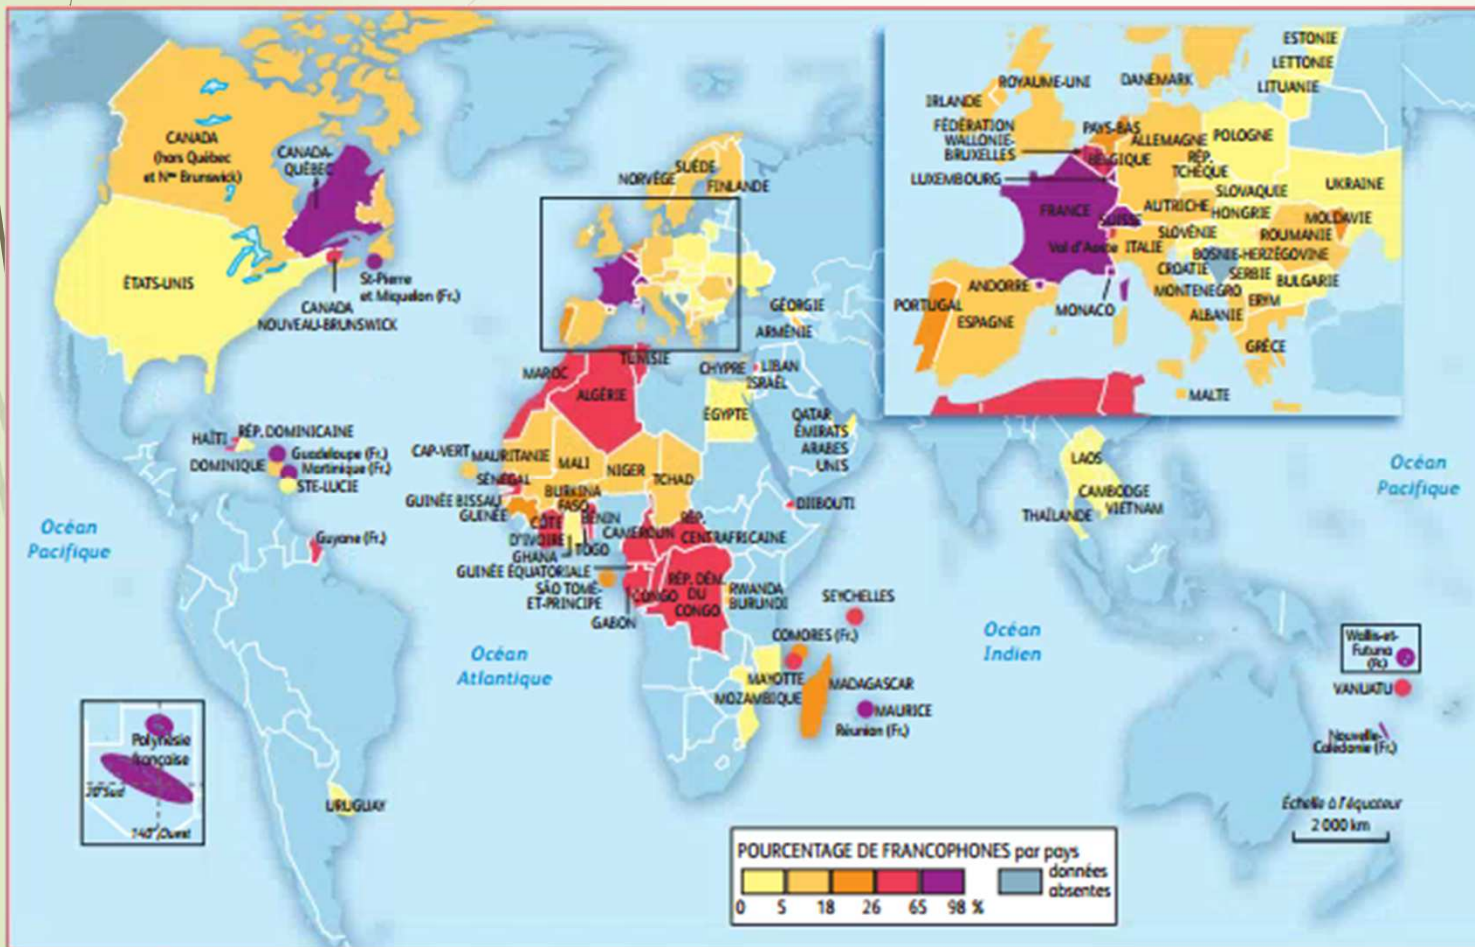 CANADA
(hors Québec
et Nau Brunswick)
CANADA-
QUÉBEC
ÉTATS-UNIS
St-Pierre
et Miquelon (Fr.)
CANADA
NOUVEAU-BRUNSWICK
HAÏTI
RÉP. DOMINICAINE
Guadeloupe (Fr.)
DOMINIQUE
Martinique (Fr.)
STE-LUCIE
Guyane (Fr.)
Océan
Pacifique
Océan
Atlantique
Polynésie
française
20°Sud
140° Ouest
URUGUAY
NORVÈGE
SUÈDE
FINLANDE
GÉORGIE
ARMÉNIE
TUNISIE
MAROC
ALGÉRIE
CHYPRE
LIBAN
ISRAËL
ÉGYPTE
QATAR
ÉMIRATS
ARABES
UNIS
CAP-VERT
MAURITANIE
MALI
NIGER
TCHAD
SÉNÉGAL
GUINÉE BISSAU
GUINÉE
BURKINA
FASO
CÔTE
D'IVOIRE
BÉNIN
GHANA
TOGO
CAMEROUN
RÉP.
CENTRAFRICAINE
DJIBOUTI
GUINÉE ÉQUATORIALE
SÃO TOMÉ-
ET-PRINCIPE
GABON
CONGO
RÉP. DÉM.
DU
CONGO
RWANDA
BURUNDI
SEYCHELLES
COMORES (Fr.)
MAYOTTE
MOZAMBIQUE
MADAGASCAR
MAURICE
Réunion (Fr.)
Océan
Indien
LAOS
CAMBODGE
THAÏLANDE
VIETNAM
Océan
Pacifique
Wallis-et-
Futuna
(Fr.)
VANUATU
Nouvelle-
Calédonie (Fr.)
Échelle à l'équateur
2 000 km
ESTONIE
LETTONIE
LITUANIE
ROYAUME-UNI
DANEMARK
IRLANDE
FÉDÉRATION
WALLONIE-
BRUXELLES
PAYS-BAS
ALLEMAGNE
POLOGNE
BELGIQUE
RÉP.
TCHÈQUE
LUXEMBOURG
SLOVAQUIE
UKRAINE
FRANCE
SUISSE
AUTRICHE
HONGRIE
MOLDAVIE
Val d'Aoste
ITALIE
SLOVÉNIE
ROUMANIE
BOSNIE-HERZÉGOVINE
CROATIE
SERBIE
BULGARIE
ANDORRE
MONACO
MONTENEGRO
ERYM
PORTUGAL
ESPAGNE
ALBANIE
GRÈCE
MALTE
POURCENTAGE DE FRANCOPHONES par pays
0 5 18 26 65 98 %
données
absentes